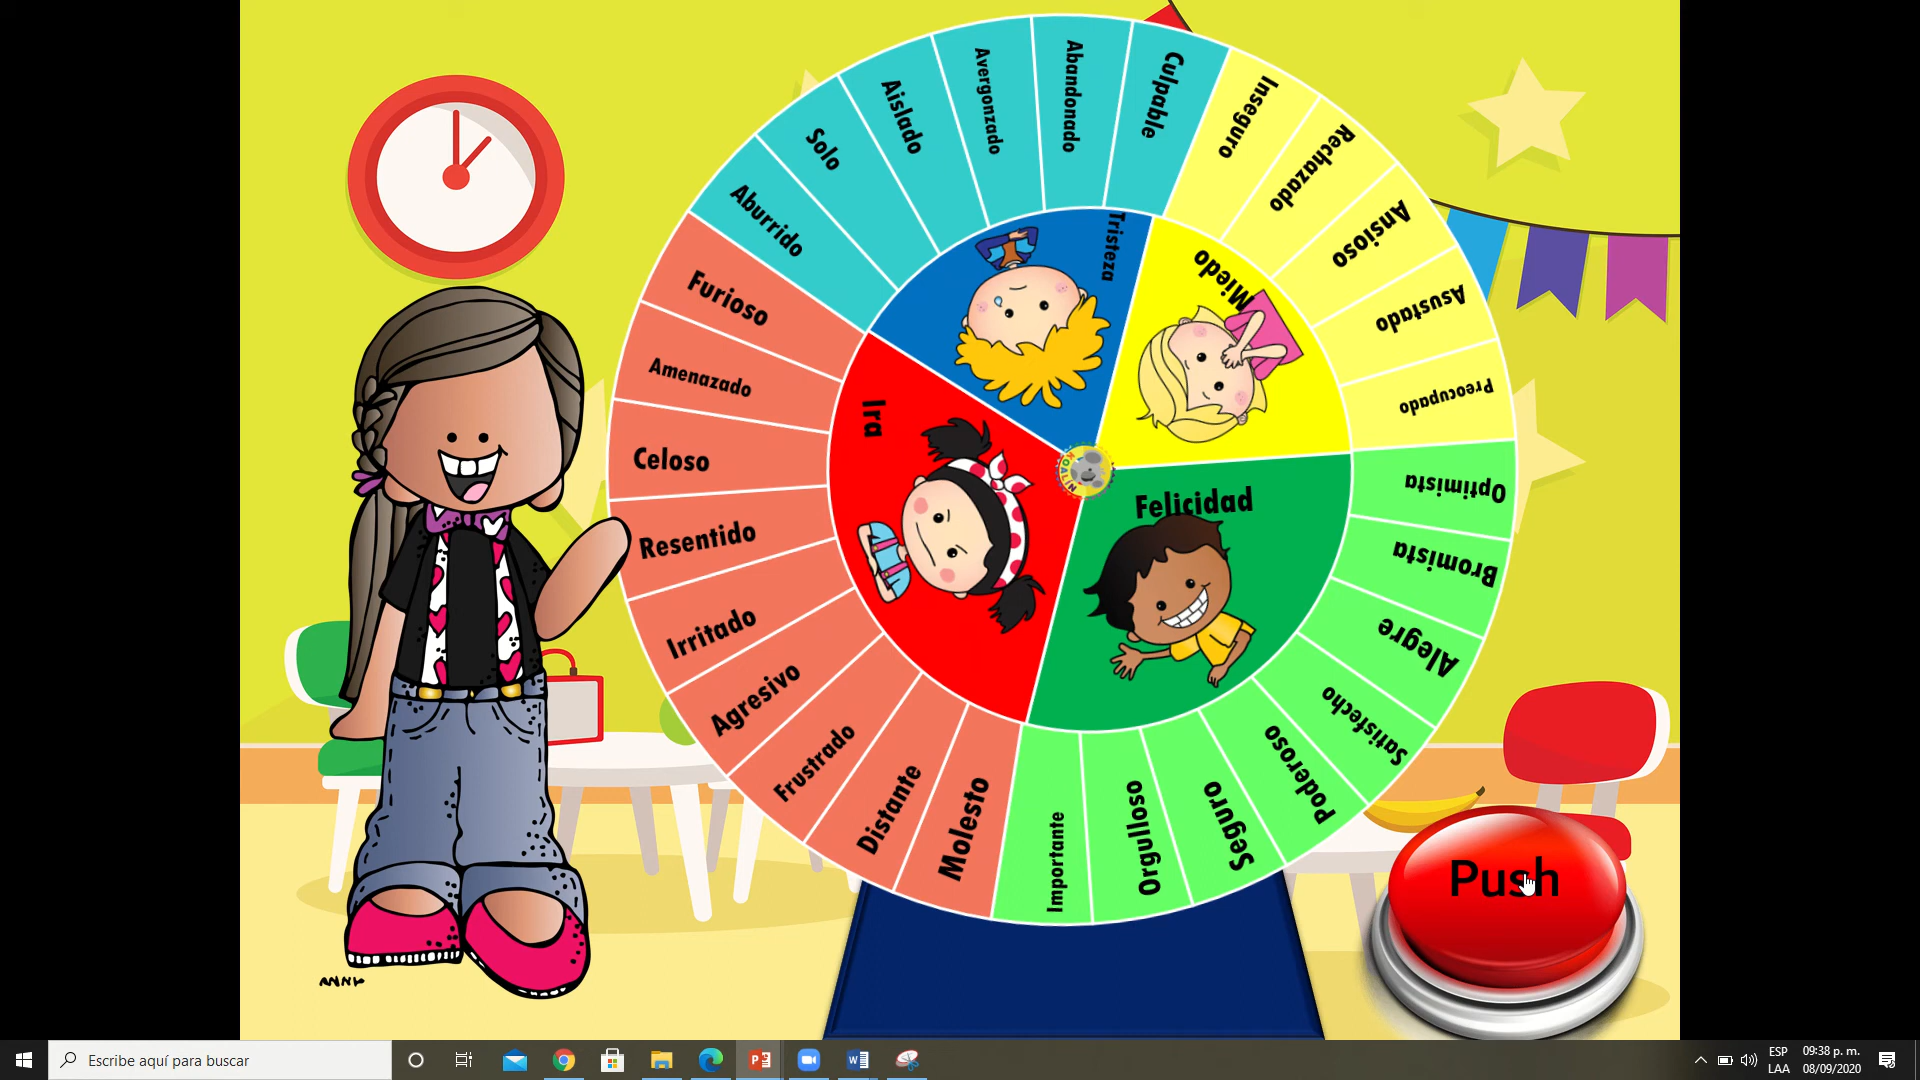 Culpable
Inseguro
Rechazado
Ansioso
Asustado
Preocupado
Optimista
Bromista
Alegre
Satisfecho
Poderoso
Seguro
Orgulloso
Importante
Molesto
Distante
Frustrado
Agresivo
Irritado
Resentido
Celoso
Amenazado
Furioso
Aburrido
Solo
Aislado
Avergonzado
Abandonado
Tristeza
Miedo
Felicidad
Ira
KOALITIN
Push
ANNY
Escribe aquí para buscar
ESP
LAA
09:38 p. m.
08/09/2020